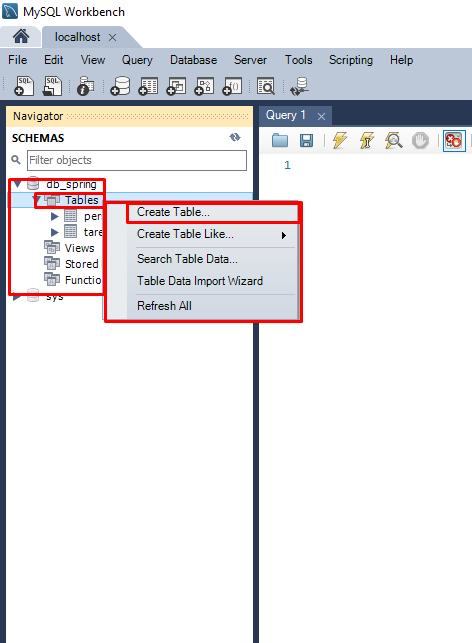 MySQL Workbench
localhost
File Edit View Query Database Server Tools Scripting Help
Navigator
SCHEMAS
Filter objects
db_spring
Tables
per
tare
Views
Stored
Functio
sys
Create Table...
Create Table Like...
Search Table Data...
Table Data Import Wizard
Refresh All
Query 1
1